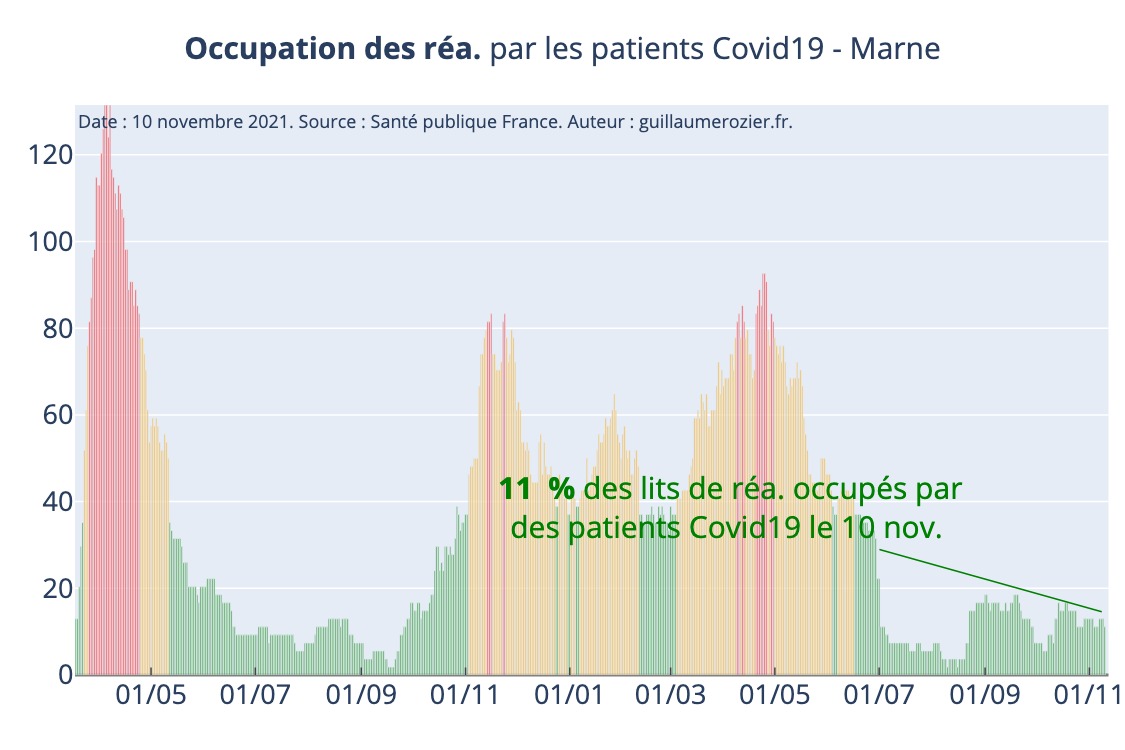 Occupation des réa. par les patients Covid19 - Marne
Date : 10 novembre 2021. Source : Santé publique France. Auteur : guillaumerozier.fr.
120
100
80
60
40
20
0
11 % des lits de réa. occupés par
des patients Covid19 le 10 nov.
01/05 01/07 01/09 01/11 01/01 01/03 01/05 01/07 01/09 01/11